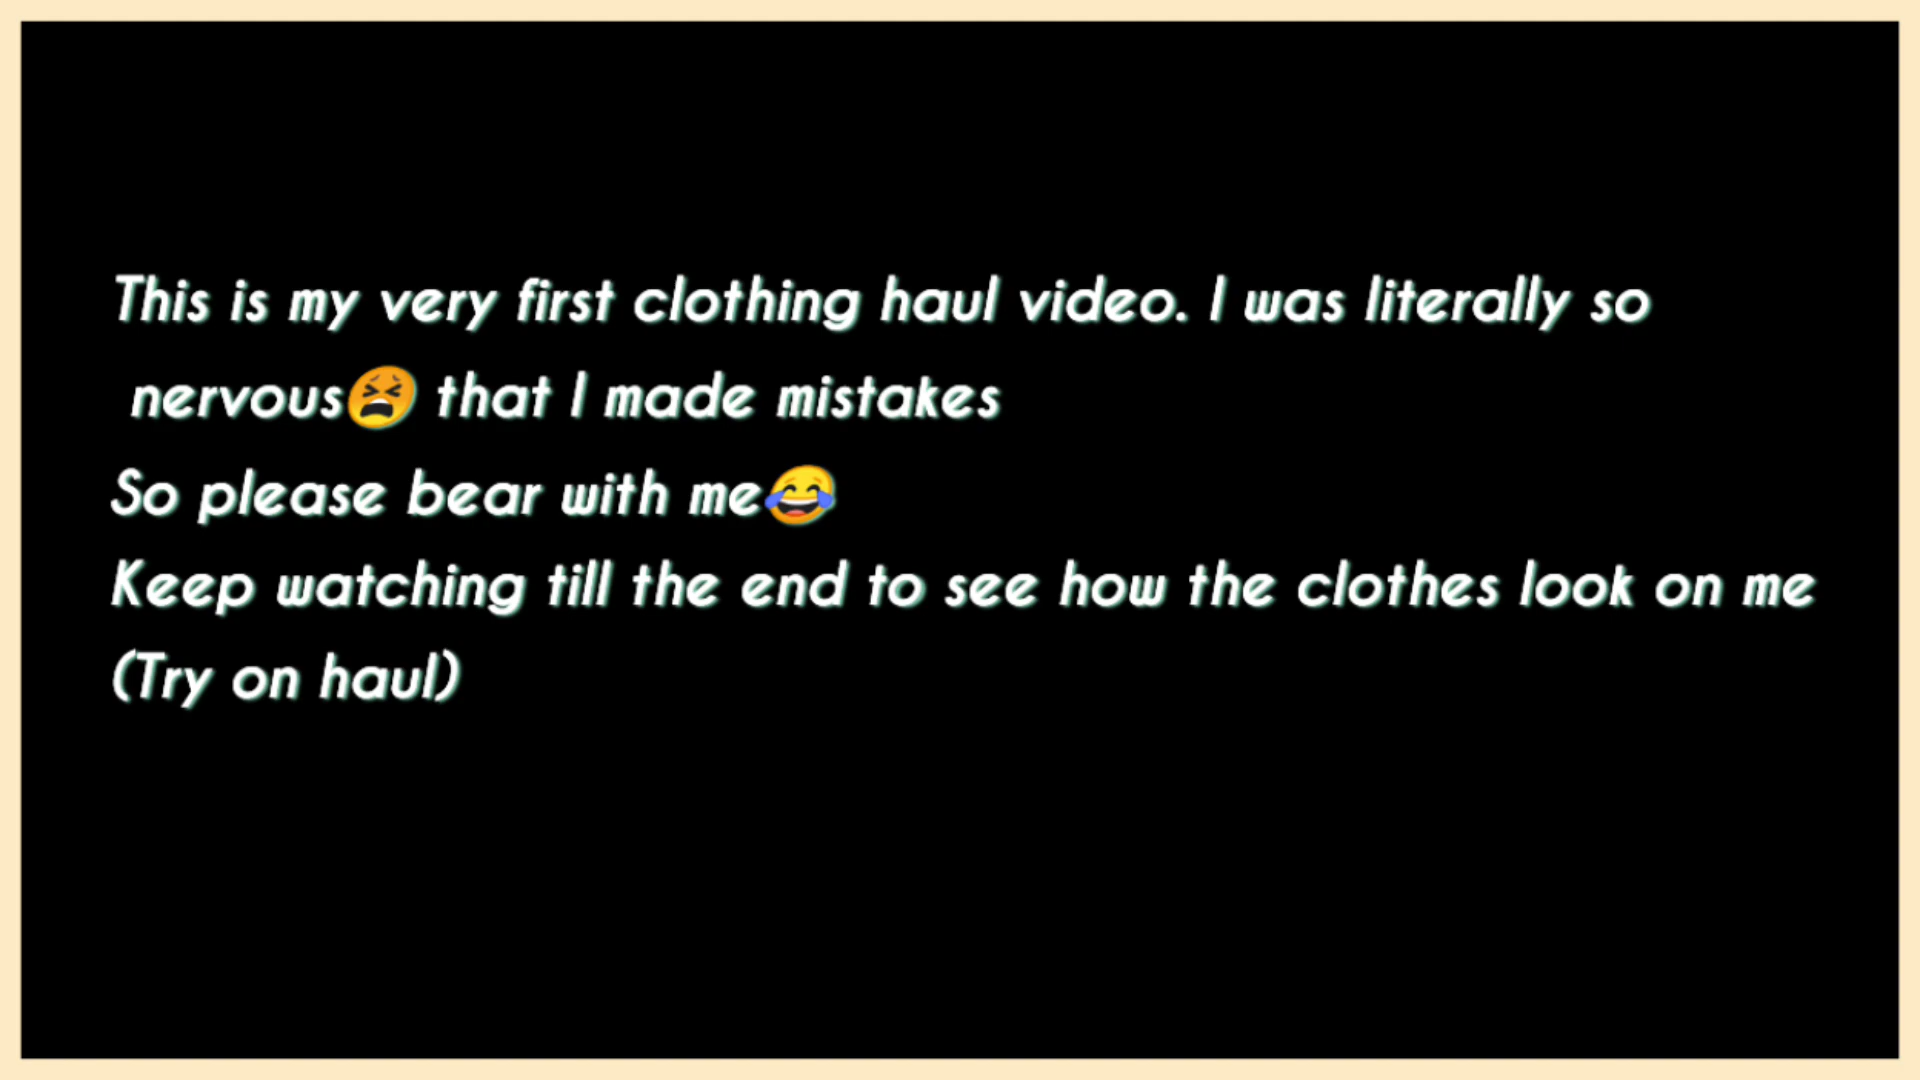 This is my very first clothing haul video. I was literally so
nervous😫 that I made mistakes
So please bear with me😂
Keep watching till the end to see how the clothes look on me
(Try on haul)